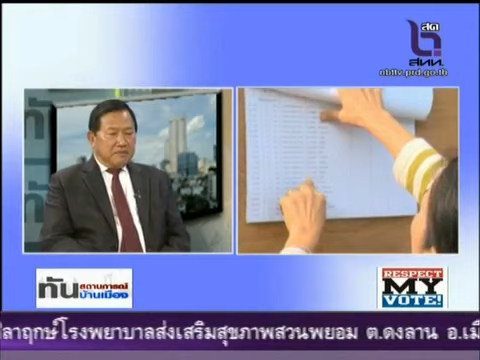 สด
สทท.
nbttv.prd.go.th
ทัน
สถานการณ์
บ้านเมือง
RESPECT
MY
VOTE!
ลาฤกษ์โรงพยาบาลส่งเสริมสุขภาพสวนพยอม ต.ดงลาน อ.เมื